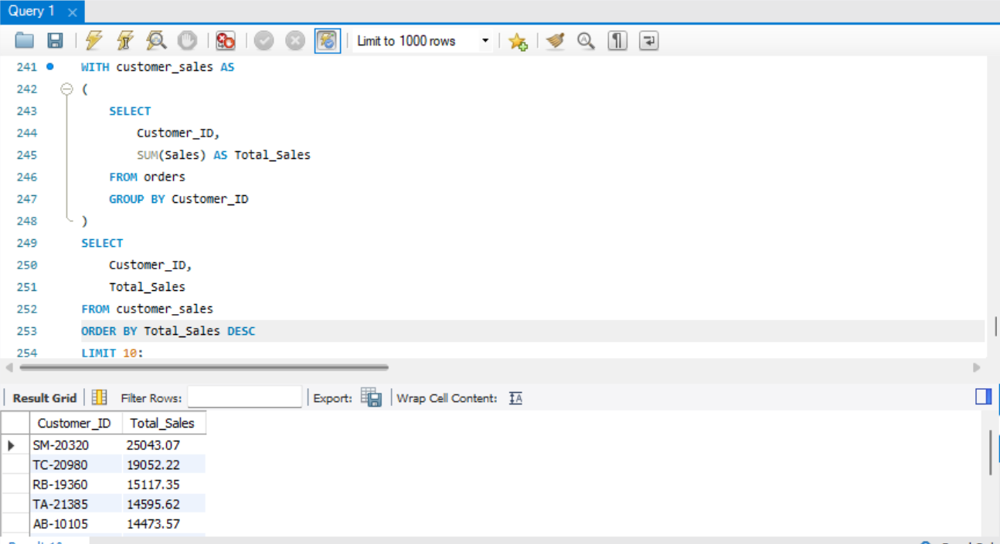 Query 1
Limit to 1000 rows
241 WITH customer_sales AS
242 (
243 SELECT
244 Customer_ID,
245 SUM(Sales) AS Total_Sales
246 FROM orders
247 GROUP BY Customer_ID
248 )
249 SELECT
250 Customer_ID,
251 Total_Sales
252 FROM customer_sales
253 ORDER BY Total_Sales DESC
254 LIMIT 10;
Result Grid Filter Rows: Export: Wrap Cell Content:
Customer_ID Total_Sales
SM-20320 25043.07
TC-20980 19052.22
RB-19360 15117.35
TA-21385 14595.62
AB-10105 14473.57